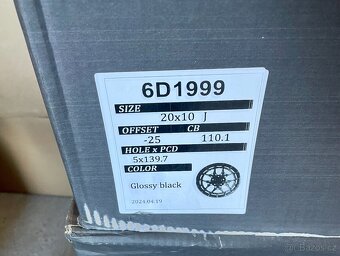 6D1999
SIZE
20x10 J
OFFSET CB
-25 110.1
HOLE x PCD
5x139.7
COLOR
Glossy black
2024.04.19